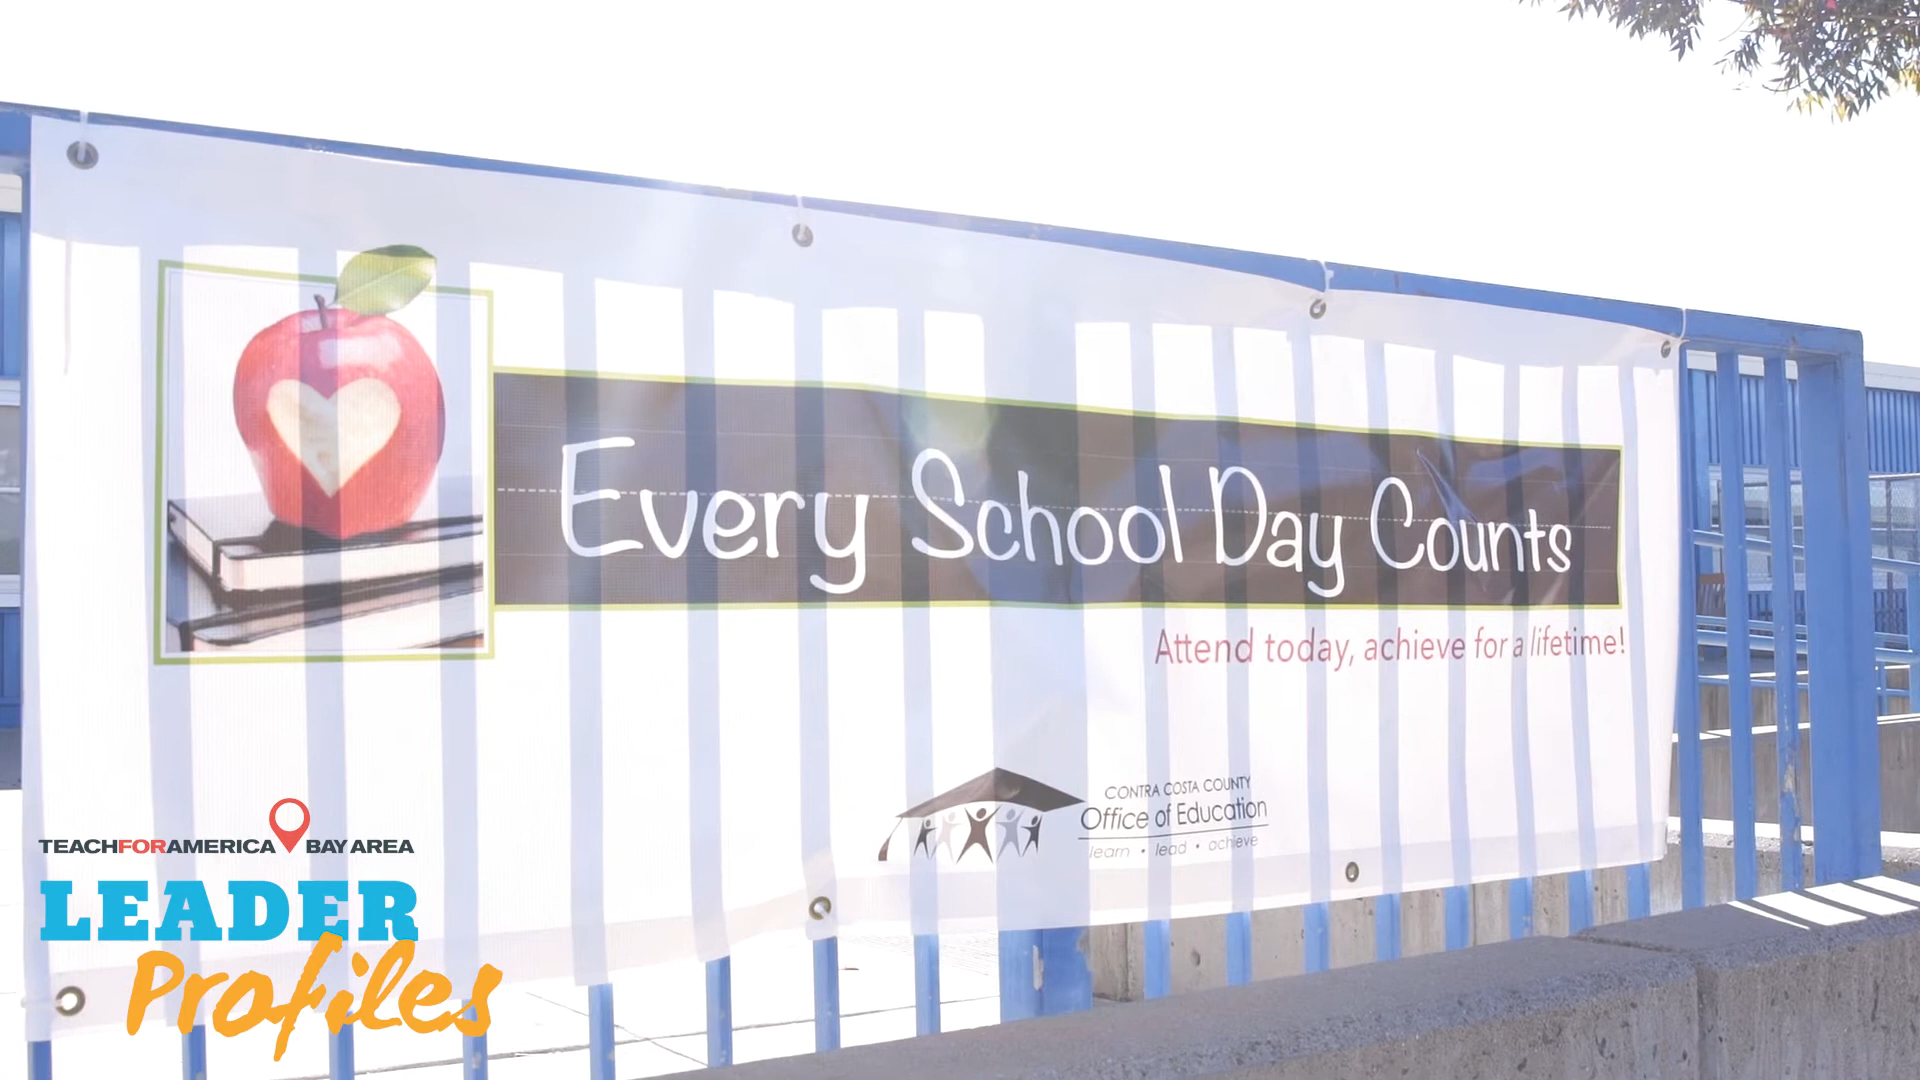 Every School Day Counts
Attend today, achieve for a lifetime!
CONTRA COSTA COUNTY
Office of Education
learn • lead • achieve
TEACHFORAMERICA BAY AREA
LEADER
Profiles